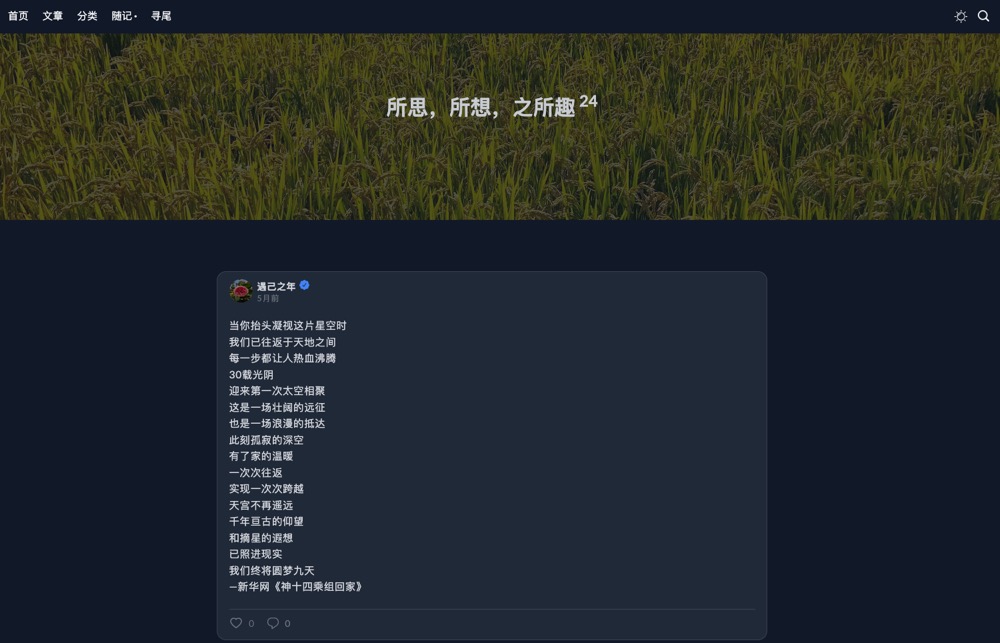 首页 文章 分类 随记· 寻尾
所思，所想，之所趣 24
遇己之年
5月前
当你抬头凝视这片星空时
我们已往返于天地之间
每一步都让人热血沸腾
30载光阴
迎来第一次太空相聚
这是一场壮阔的远征
也是一场浪漫的抵达
此刻孤寂的深空
有了家的温暖
一次次往返
实现一次次跨越
天宫不再遥远
千年亘古的仰望
和摘星的遐想
已照进现实
我们终将圆梦九天
—新华网《神十四乘组回家》
0 0